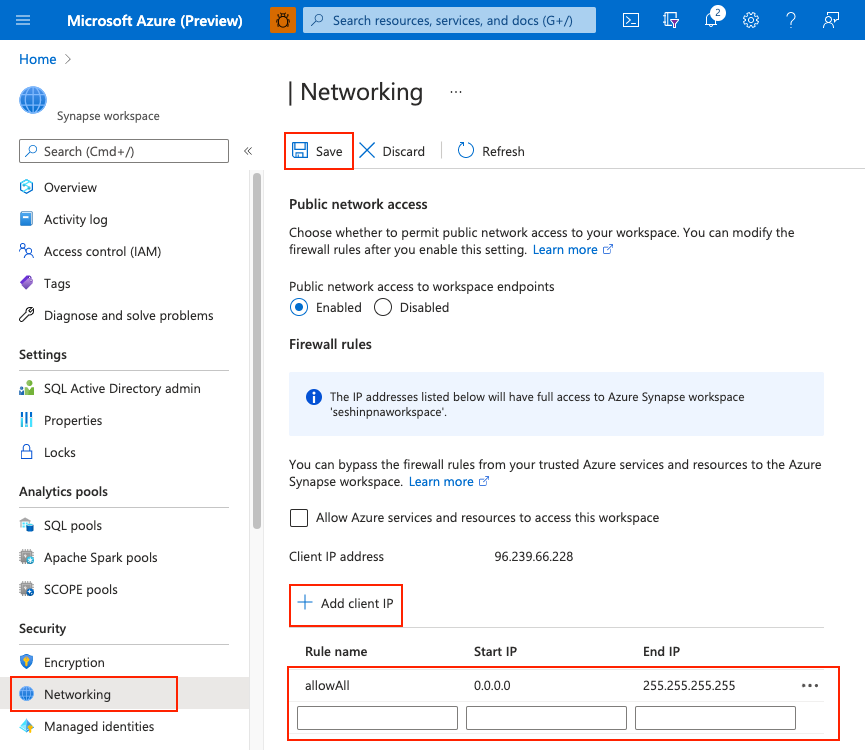 Microsoft Azure (Preview)
Search resources, services, and docs (G+/)
2
Home
Synapse workspace
Search (Cmd+/)
Overview
Activity log
Access control (IAM)
Tags
Diagnose and solve problems
Settings
SQL Active Directory admin
Properties
Locks
Analytics pools
SQL pools
Apache Spark pools
SCOPE pools
Security
Encryption
Networking
Managed identities
| Networking ...
Save
Discard
Refresh
Public network access
Choose whether to permit public network access to your workspace. You can modify the
firewall rules after you enable this setting. Learn more
Public network access to workspace endpoints
Enabled
Disabled
Firewall rules
The IP addresses listed below will have full access to Azure Synapse workspace
'seshinpnaworkspace'.
You can bypass the firewall rules from your trusted Azure services and resources to the Azure
Synapse workspace. Learn more
Allow Azure services and resources to access this workspace
Client IP address 96.239.66.228
Add client IP
Rule name Start IP End IP
allowAll 0.0.0.0 255.255.255.255